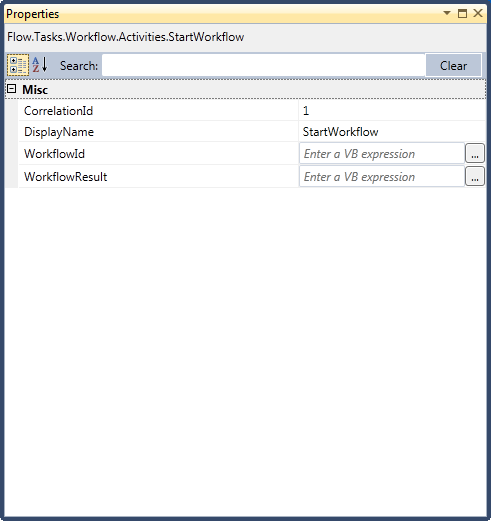 Properties
Flow.Tasks.Workflow.Activities.StartWorkflow
A Z Search: Clear
Misc
CorrelationId 1
DisplayName StartWorkflow
WorkflowId Enter a VB expression ...
WorkflowResult Enter a VB expression ...